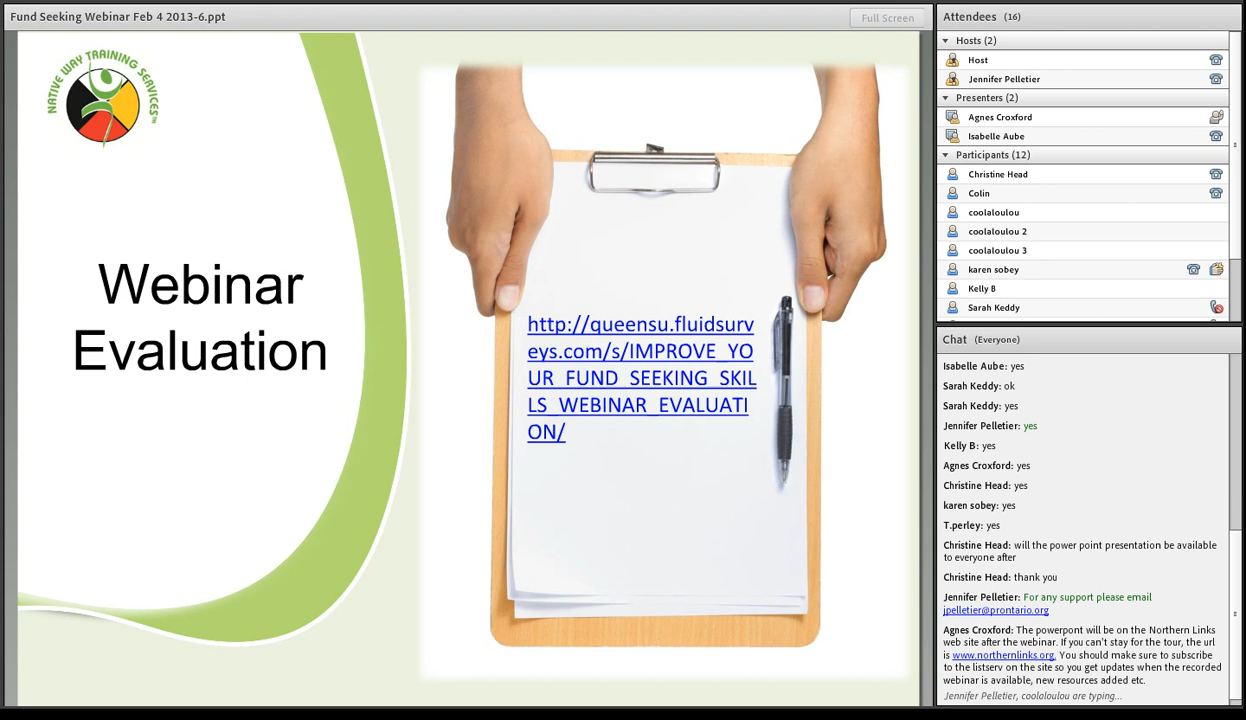 Fund Seeking Webinar Feb 4 2013-6.ppt
Full Screen
NATIVE WAY TRAINING SERVICES™
Webinar
Evaluation
http://queensu.fluidsurv
eys.com/s/IMPROVE_YO
UR_FUND_SEEKING_SKIL
LS_WEBINAR_EVALUATI
ON/
Attendees (16)
Hosts (2)
Host
Jennifer Pelletier
Presenters (2)
Agnes Croxford
Isabelle Aube
Participants (12)
Christine Head
Colin
coolaloulou
coolaloulou 2
coolaloulou 3
karen sobey
Kelly B
Sarah Keddy
Chat (Everyone)
Isabelle Aube: yes
Sarah Keddy: ok
Sarah Keddy: yes
Jennifer Pelletier: yes
Kelly B: yes
Agnes Croxford: yes
Christine Head: yes
karen sobey: yes
T.perley: yes
Christine Head: will the power point presentation be available
to everyone after
Christine Head: thank you
Jennifer Pelletier: For any support please email
jpelletier@prontario.org
Agnes Croxford: The powerpont will be on the Northern Links
web site after the webinar. If you can't stay for the tour, the url
is www.northernlinks.org. You should make sure to subscribe
to the listserv on the site so you get updates when the recorded
webinar is available, new resources added etc.
Jennifer Pelletier, coolaloulou are typing...